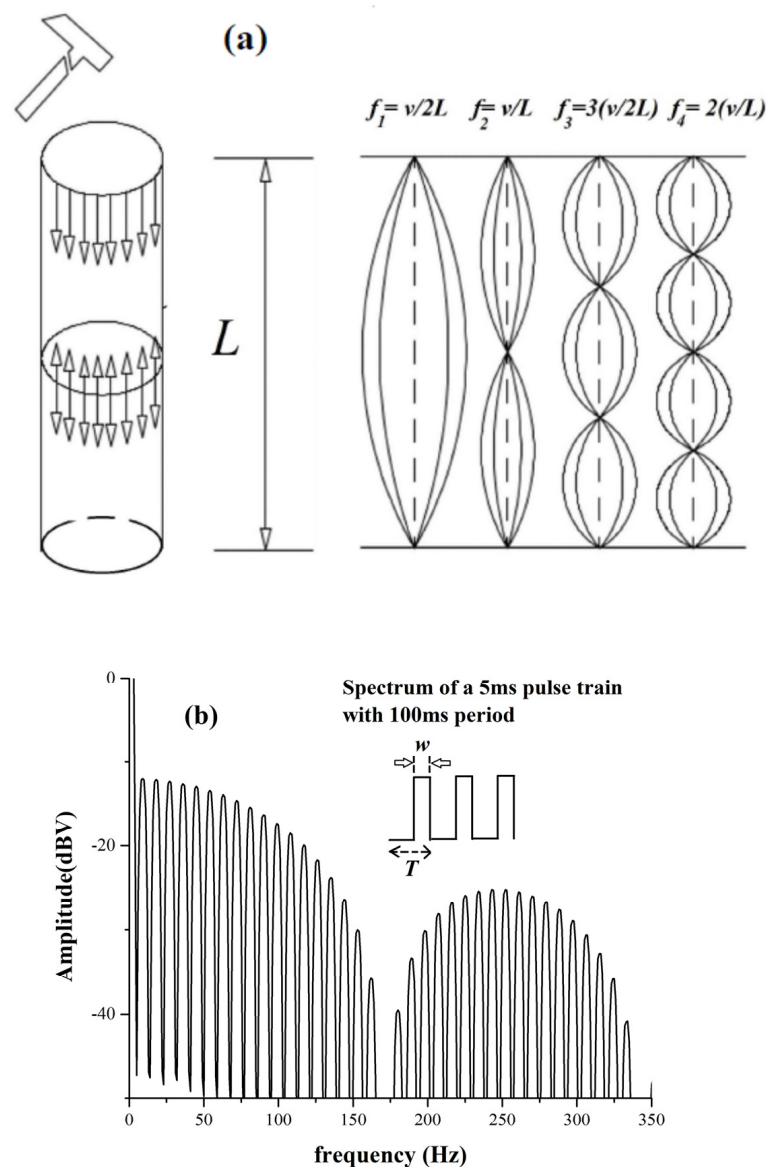 (a)
f1= v/2L f2= v/L f3=3(v/2L) f4= 2(v/L)
L
0
-20
-40
Amplitude(dBV)
(b)
Spectrum of a 5ms pulse train
with 100ms period
w
T
0 50 100 150 200 250 300 350
frequency (Hz)